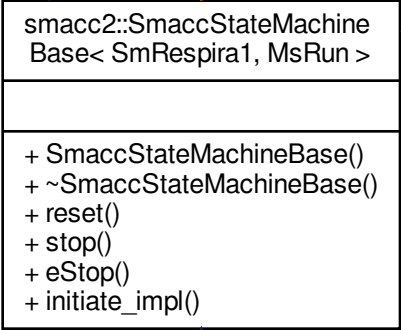 smacc2::SmaccStateMachine
Base< SmRespira1, MsRun >
+ SmaccStateMachineBase()
+ ~SmaccStateMachineBase()
+ reset()
+ stop()
+ eStop()
+ initiate_impl()